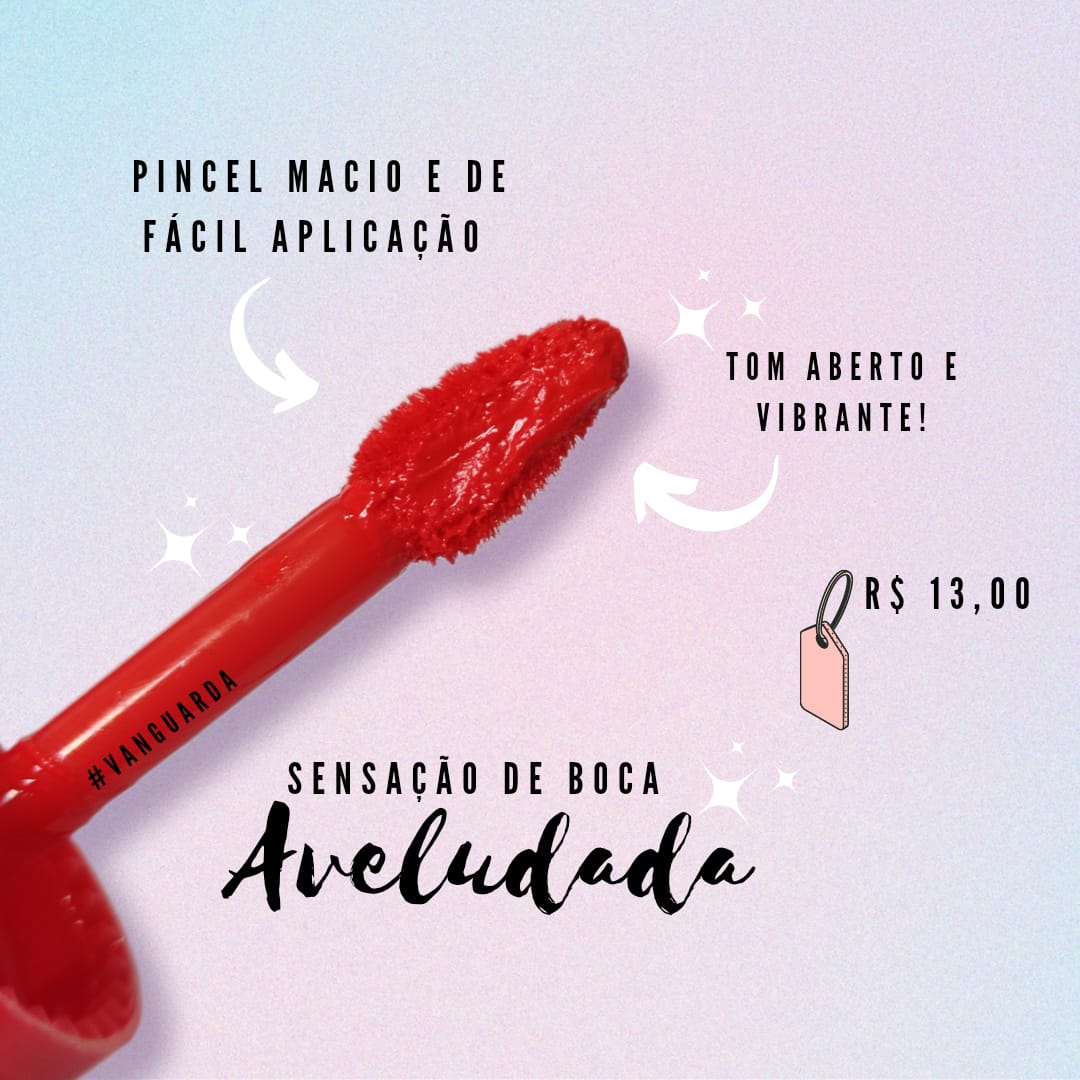 PINCEL MACIO E DE
FÁCIL APLICAÇÃO
TOM ABERTO E
VIBRANTE!
R$ 13,00
#VANGUARDA
SENSAÇÃO DE BOCA
Aveludada